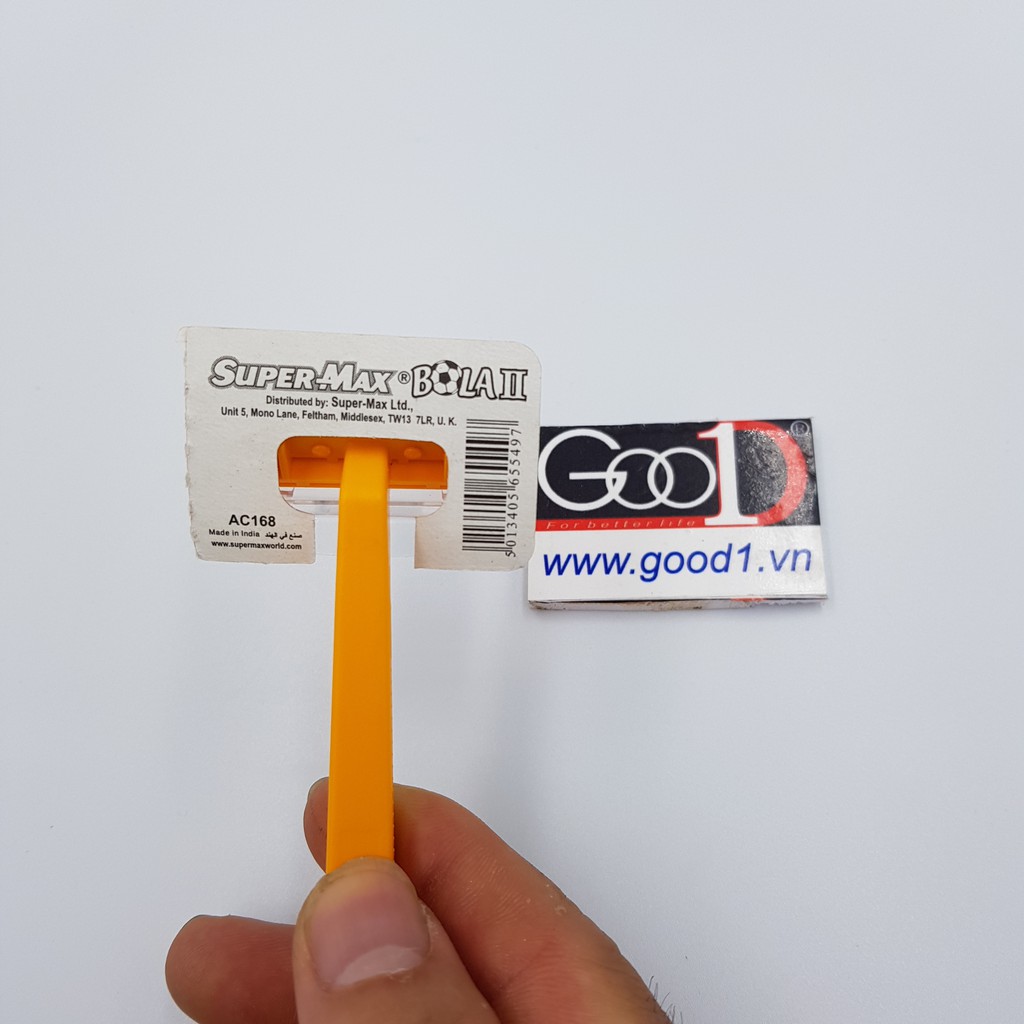 SUPER-MAX® BOLA II
Distributed by: Super-Max Ltd.,
Unit 5, Mono Lane, Feltham, Middlesex, TW13 7LR, U. K.
AC168
Made in India صنع في الهند
www.supermaxworld.com
5013405655497
GOO1D®
For better life
www.good1.vn